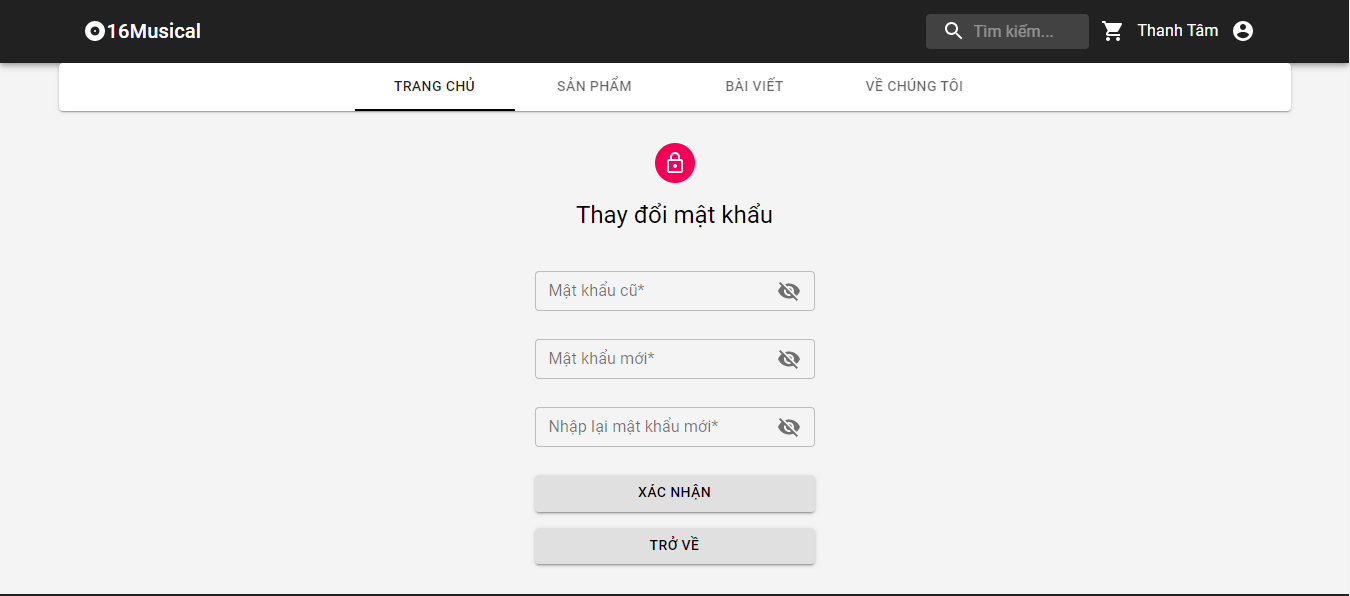 16Musical
Tìm kiếm...
Thanh Tâm
TRANG CHỦ
SẢN PHẨM
BÀI VIẾT
VỀ CHÚNG TÔI
Thay đổi mật khẩu
Mật khẩu cũ*
Mật khẩu mới*
Nhập lại mật khẩu mới*
XÁC NHẬN
TRỞ VỀ